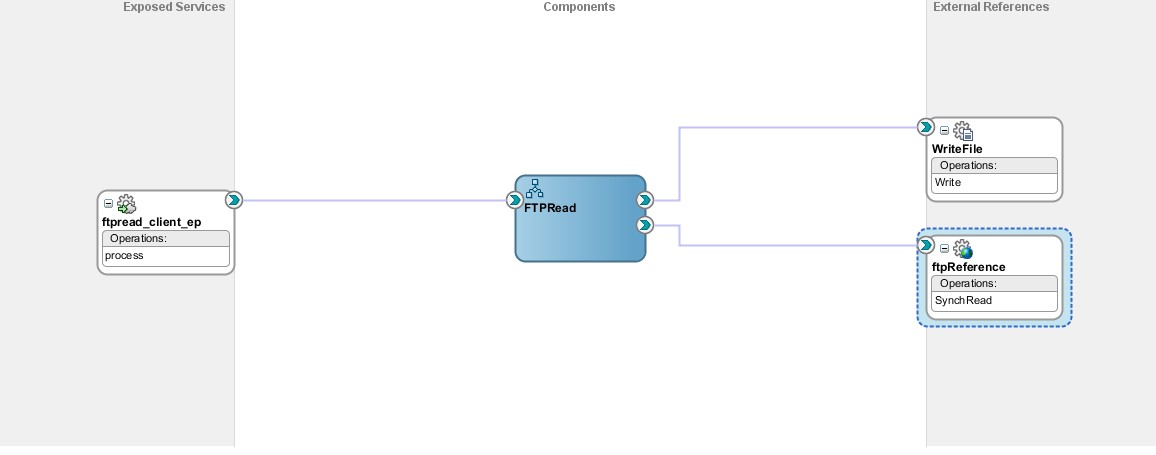 Exposed Services
Components
External References
ftpread_client_ep
Operations:
process
FTPRead
WriteFile
Operations:
Write
ftpReference
Operations:
SynchRead